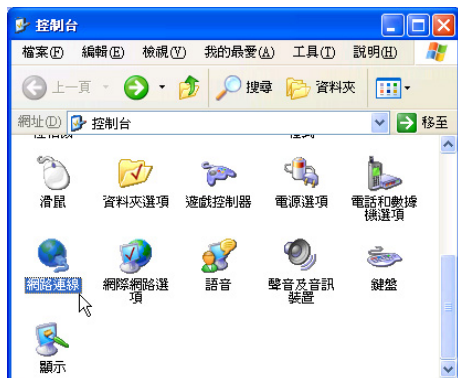 控制台
檔案(F) 編輯(E) 檢視(V) 我的最愛(A) 工具(T) 說明(H)
上一頁 搜尋 資料夾
網址(D) 控制台 移至
滑鼠 資料夾選項 遊戲控制器 電源選項 電話和數據
機選項
網路連線 網際網路選 語音 聲音及音訊 鍵盤
項 裝置
顯示